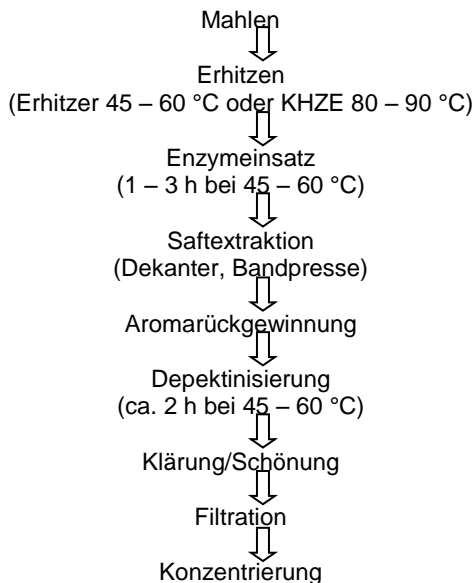 Mahlen
Erhitzen
(Erhitzer 45 – 60 °C oder KHZE 80 – 90 °C)
Enzymeinsatz
(1 – 3 h bei 45 – 60 °C)
Saftextraktion
(Dekanter, Bandpresse)
Aromarückgewinnung
Depektinisierung
(ca. 2 h bei 45 – 60 °C)
Klärung/Schönung
Filtration
Konzentrierung